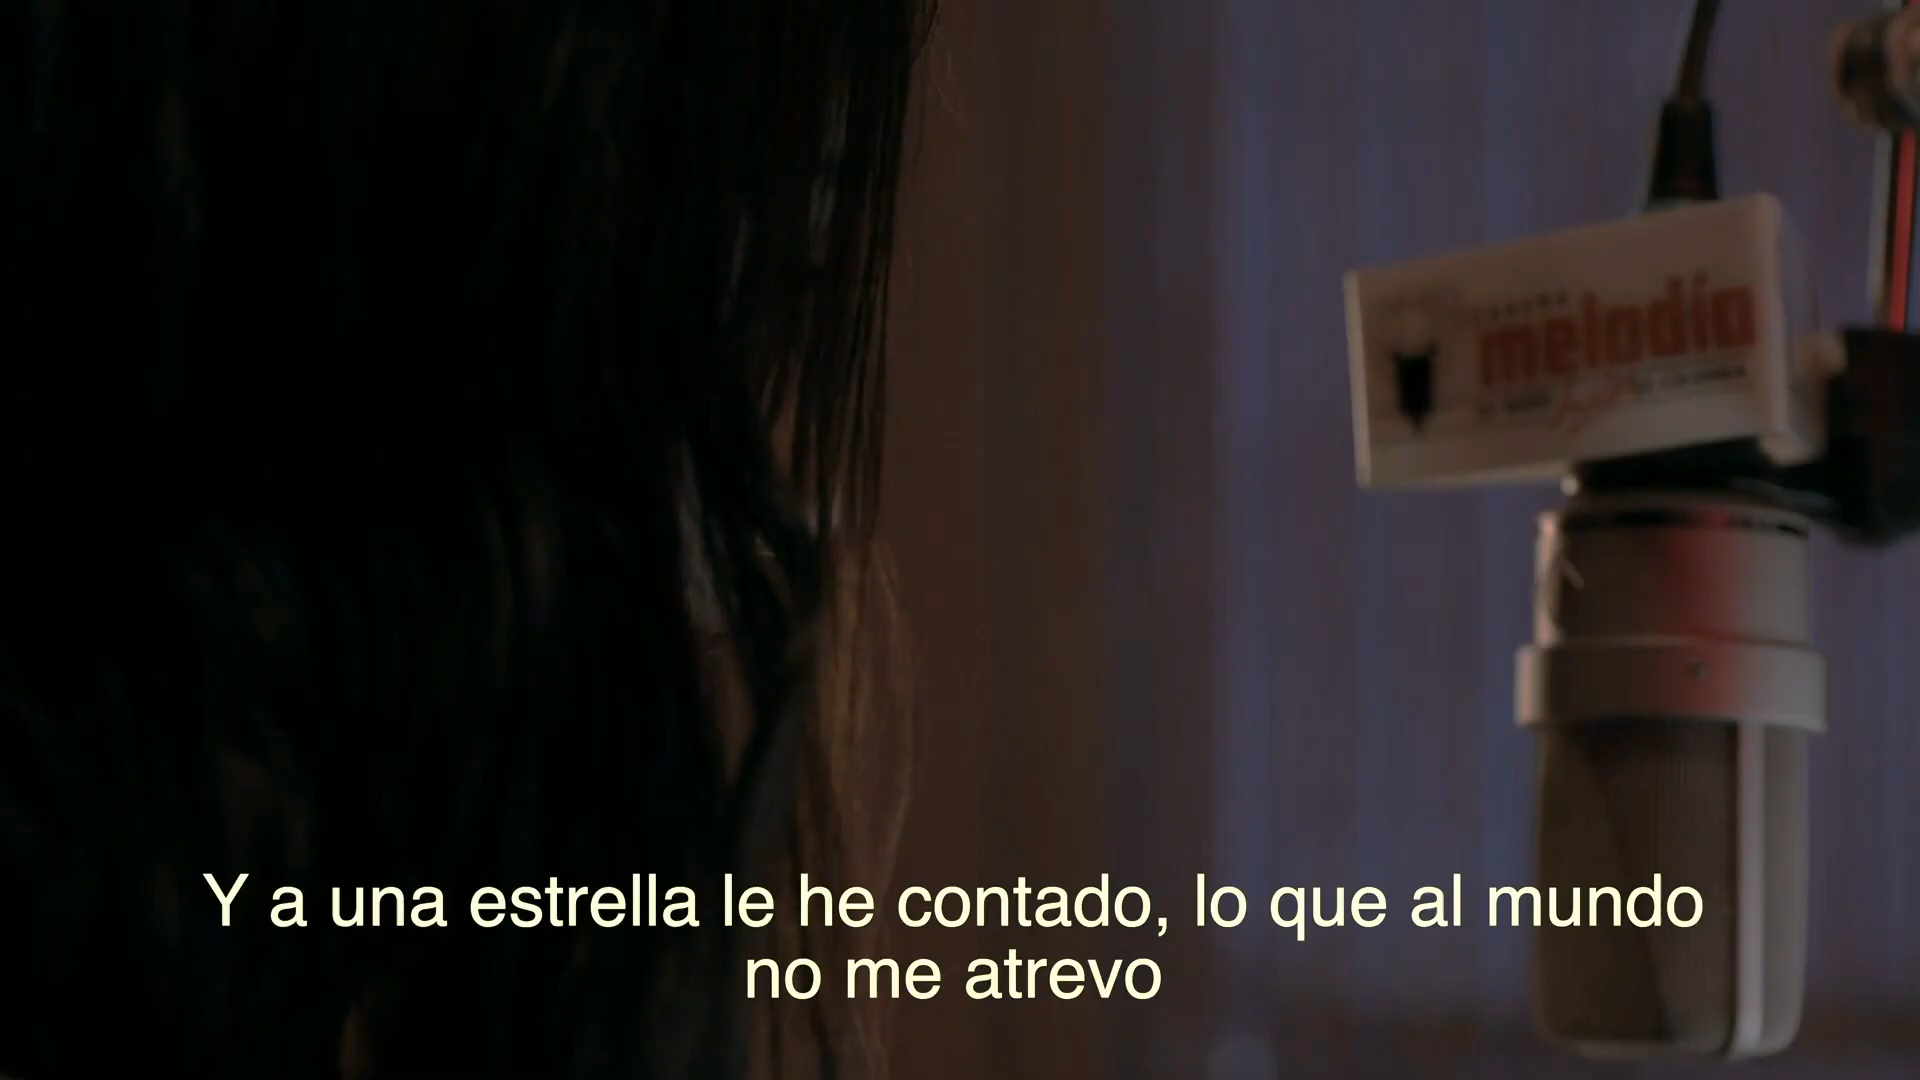 melodía
Y a una estrella le he contado, lo que al mundo
no me atrevo